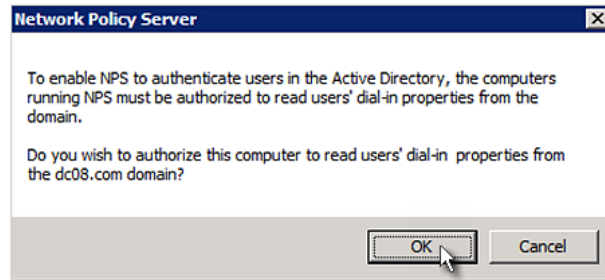 Network Policy Server
To enable NPS to authenticate users in the Active Directory, the computers
running NPS must be authorized to read users' dial-in properties from the
domain.
Do you wish to authorize this computer to read users' dial-in properties from
the dc08.com domain?
OK
Cancel